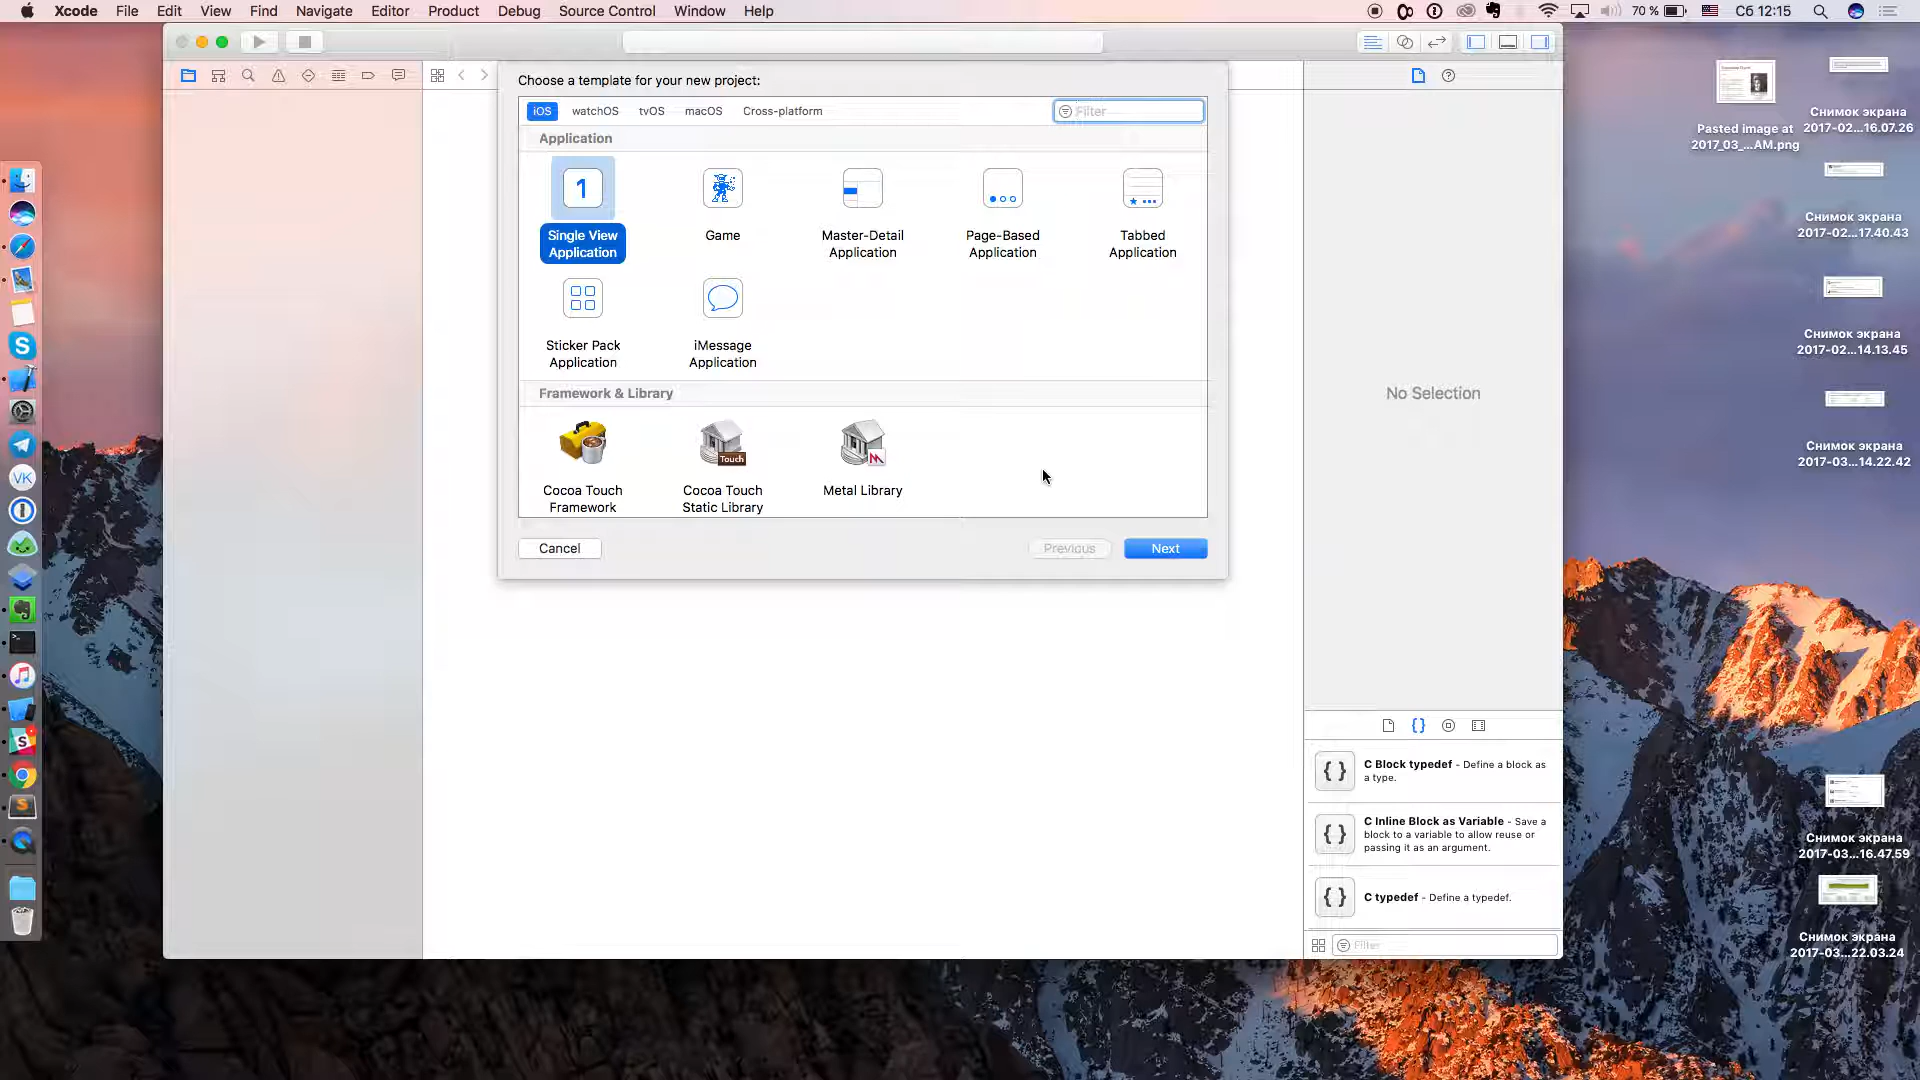 Xcode File Edit View Find Navigate Editor Product Debug Source Control Window Help
70 % Сб 12:15
Choose a template for your new project:
iOS watchOS tvOS macOS Cross-platform
Filter
Application
1
Single View
Application
Game
Master-Detail
Application
Page-Based
Application
Tabbed
Application
Sticker Pack
Application
iMessage
Application
Framework & Library
Touch
Cocoa Touch
Framework
Cocoa Touch
Static Library
Metal Library
Cancel
Previous
Next
No Selection
{ }
{ } C Block typedef - Define a block as
a type.
{ } C Inline Block as Variable - Save a
block to a variable to allow reuse or
passing it as an argument.
{ } C typedef - Define a typedef.
Filter
Pasted image at
2017_03_...AM.png
Снимок экрана
2017-02...16.07.26
Снимок экрана
2017-02...17.40.43
Снимок экрана
2017-02...14.13.45
Снимок экрана
2017-03...14.22.42
Снимок экрана
2017-03...16.47.59
Снимок экрана
2017-03...22.03.24